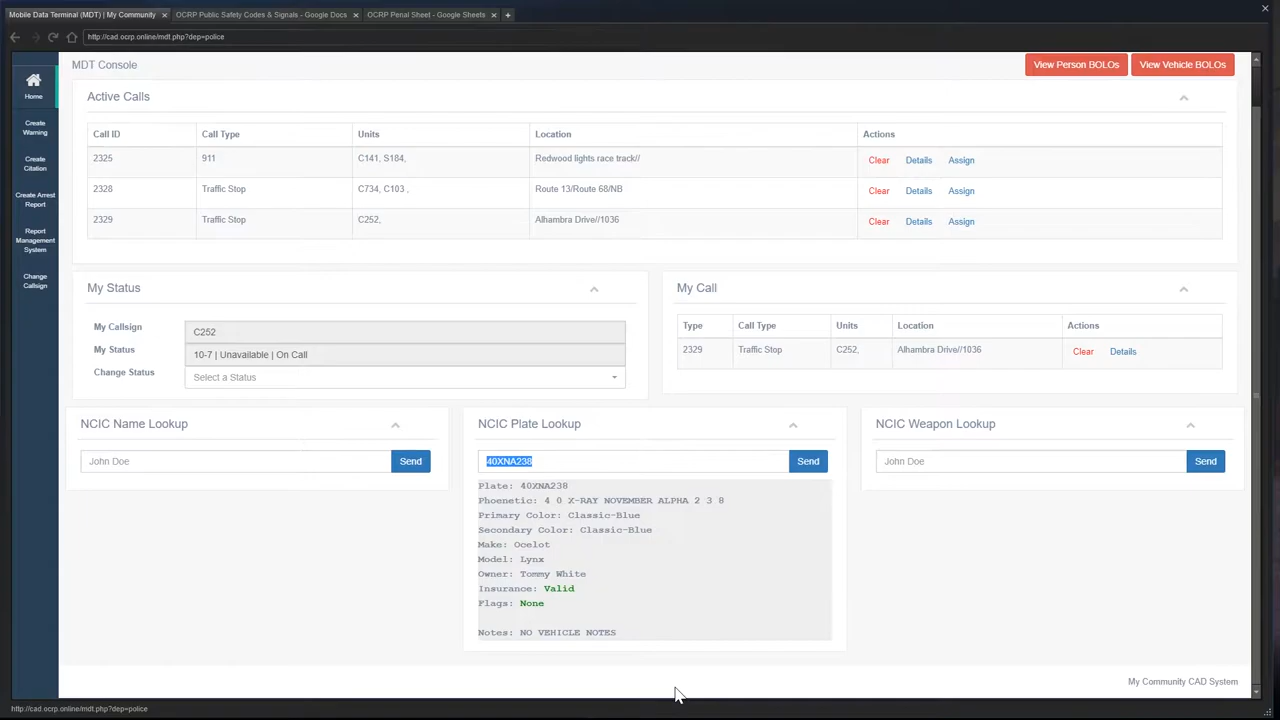 Mobile Data Terminal (MDT) | My Community
OCRP Public Safety Codes & Signals - Google Docs
OCRP Penal Sheet - Google Sheets
http://cad.ocrp.online/mdt.php?dep=police
Home
Create Warning
Create Citation
Create Arrest Report
Report Management System
Change Callsign
MDT Console
View Person BOLOs
View Vehicle BOLOs
Active Calls
Call ID Call Type Units Location Actions
2325 911 C141, S184, Redwood lights race track// Clear Details Assign
2328 Traffic Stop C734, C103 , Route 13/Route 68/NB Clear Details Assign
2329 Traffic Stop C252, Alhambra Drive//1036 Clear Details Assign
My Status
My Callsign C252
My Status 10-7 | Unavailable | On Call
Change Status Select a Status
My Call
Type Call Type Units Location Actions
2329 Traffic Stop C252, Alhambra Drive//1036 Clear Details
NCIC Name Lookup
John Doe Send
NCIC Plate Lookup
40XNA238 Send
Plate: 40XNA238
Phoenetic: 4 0 X-RAY NOVEMBER ALPHA 2 3 8
Primary Color: Classic-Blue
Secondary Color: Classic-Blue
Make: Ocelot
Model: Lynx
Owner: Tommy White
Insurance: Valid
Flags: None
Notes: NO VEHICLE NOTES
NCIC Weapon Lookup
John Doe Send
My Community CAD System
http://cad.ocrp.online/mdt.php?dep=police